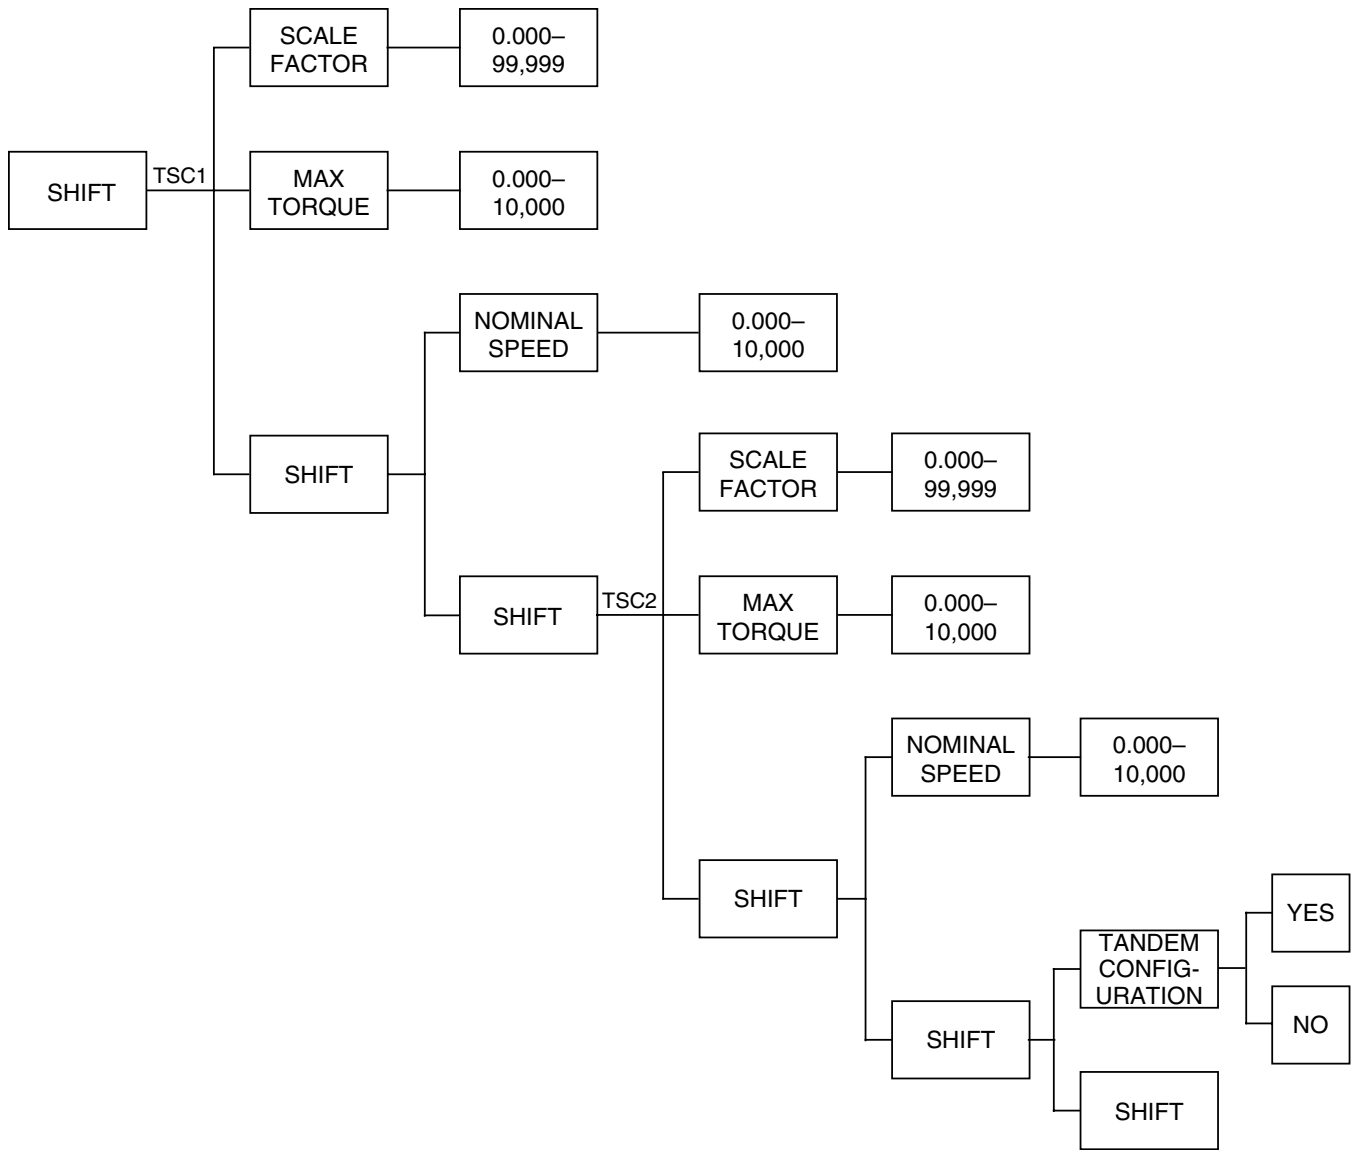 SCALE
FACTOR
0.000–
99,999
SHIFT
TSC1
MAX
TORQUE
0.000–
10,000
NOMINAL
SPEED
0.000–
10,000
SHIFT
SCALE
FACTOR
0.000–
99,999
SHIFT
TSC2
MAX
TORQUE
0.000–
10,000
NOMINAL
SPEED
0.000–
10,000
SHIFT
YES
TANDEM
CONFIG-
URATION
NO
SHIFT
SHIFT